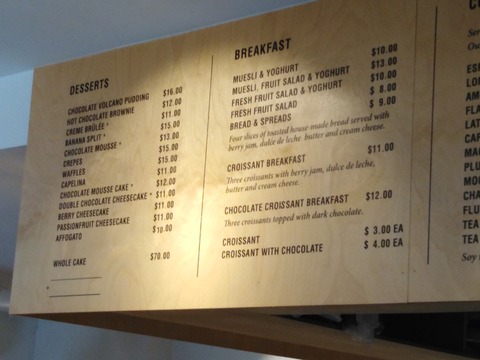 DESSERTS
CHOCOLATE VOLCANO PUDDING $16.00
HOT CHOCOLATE BROWNIE $12.00
CREME BRÛLÉE * $11.00
BANANA SPLIT * $15.00
CHOCOLATE MOUSSE * $13.00
CREPES $15.00
WAFFLES $15.00
CAPELINA $11.00
CHOCOLATE MOUSSE CAKE * $12.00
DOUBLE CHOCOLATE CHEESECAKE * $11.00
BERRY CHEESECAKE $11.00
PASSIONFRUIT CHEESECAKE $11.00
AFFOGATO $10.00
WHOLE CAKE $70.00
*
BREAKFAST
MUESLI & YOGHURT $10.00
MUESLI, FRUIT SALAD & YOGHURT $13.00
FRESH FRUIT SALAD & YOGHURT $10.00
FRESH FRUIT SALAD $ 8.00
BREAD & SPREADS $ 9.00
Four slices of toasted house-made bread served with
berry jam, dulce de leche, butter and cream cheese.
CROISSANT BREAKFAST $11.00
Three croissants with berry jam, dulce de leche,
butter and cream cheese.
CHOCOLATE CROISSANT BREAKFAST $12.00
Three croissants topped with dark chocolate.
CROISSANT $ 3.00 EA
CROISSANT WITH CHOCOLATE $ 4.00 EA
TEA
TEA